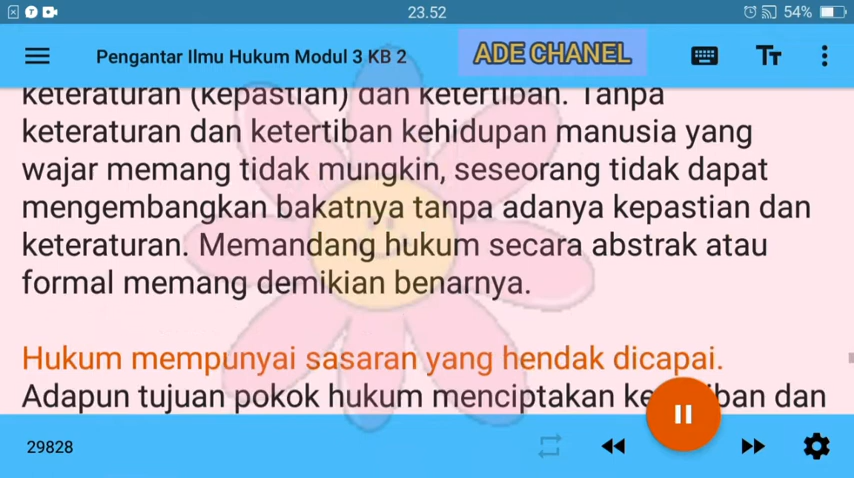 23.52
54%
Pengantar Ilmu Hukum Modul 3 KB 2
ADE CHANEL
keteraturan (kepastian) dan ketertiban. Tanpa
keteraturan dan ketertiban kehidupan manusia yang
wajar memang tidak mungkin, seseorang tidak dapat
mengembangkan bakatnya tanpa adanya kepastian dan
keteraturan. Memandang hukum secara abstrak atau
formal memang demikian benarnya.
Hukum mempunyai sasaran yang hendak dicapai.
Adapun tujuan pokok hukum menciptakan dan
29828